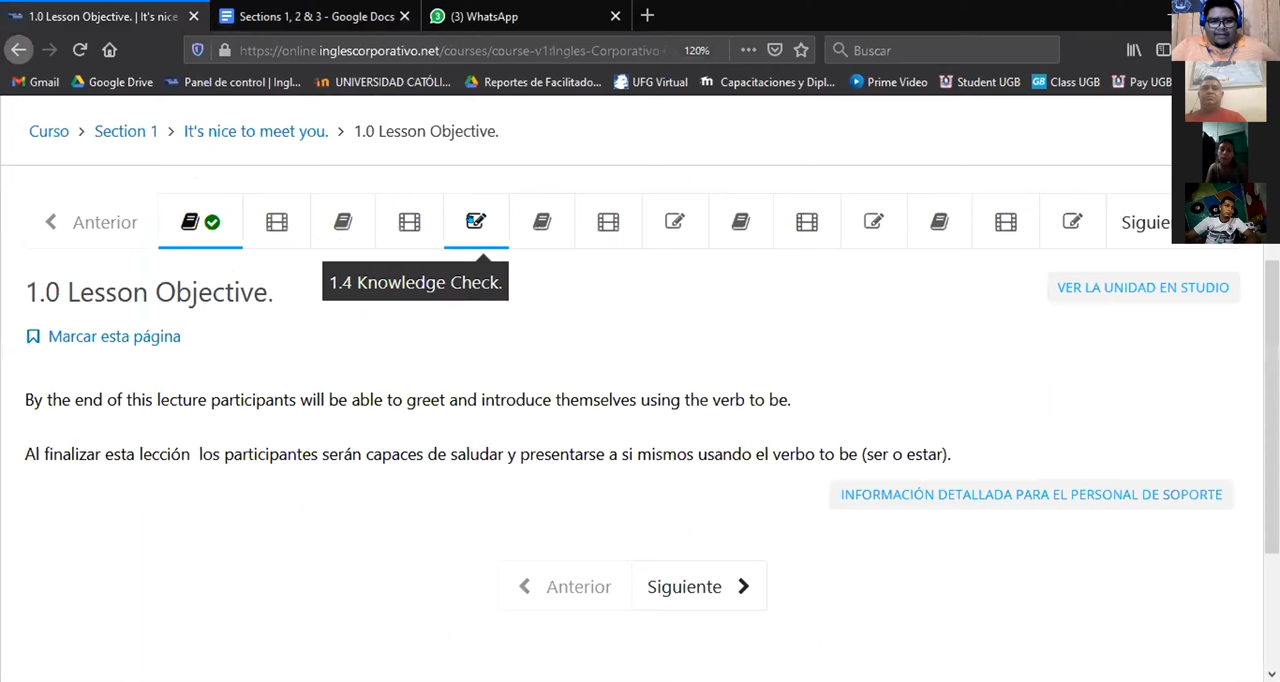 1.0 Lesson Objective. | It's nice
Sections 1, 2 & 3 - Google Docs
(3) WhatsApp
https://online.inglescorporativo.net/courses/course-v1:Ingles-Corporativo
120%
Buscar
Gmail
Google Drive
Panel de control | Ingl...
UNIVERSIDAD CATÓLI...
Reportes de Facilitado...
UFG Virtual
Capacitaciones y Dipl...
Prime Video
Student UGB
GB Class UGB
Pay UGB
Curso > Section 1 > It's nice to meet you. > 1.0 Lesson Objective.
Anterior
Siguie
1.4 Knowledge Check.
1.0 Lesson Objective.
VER LA UNIDAD EN STUDIO
Marcar esta página
By the end of this lecture participants will be able to greet and introduce themselves using the verb to be.
Al finalizar esta lección los participantes serán capaces de saludar y presentarse a si mismos usando el verbo to be (ser o estar).
INFORMACIÓN DETALLADA PARA EL PERSONAL DE SOPORTE
Anterior
Siguiente